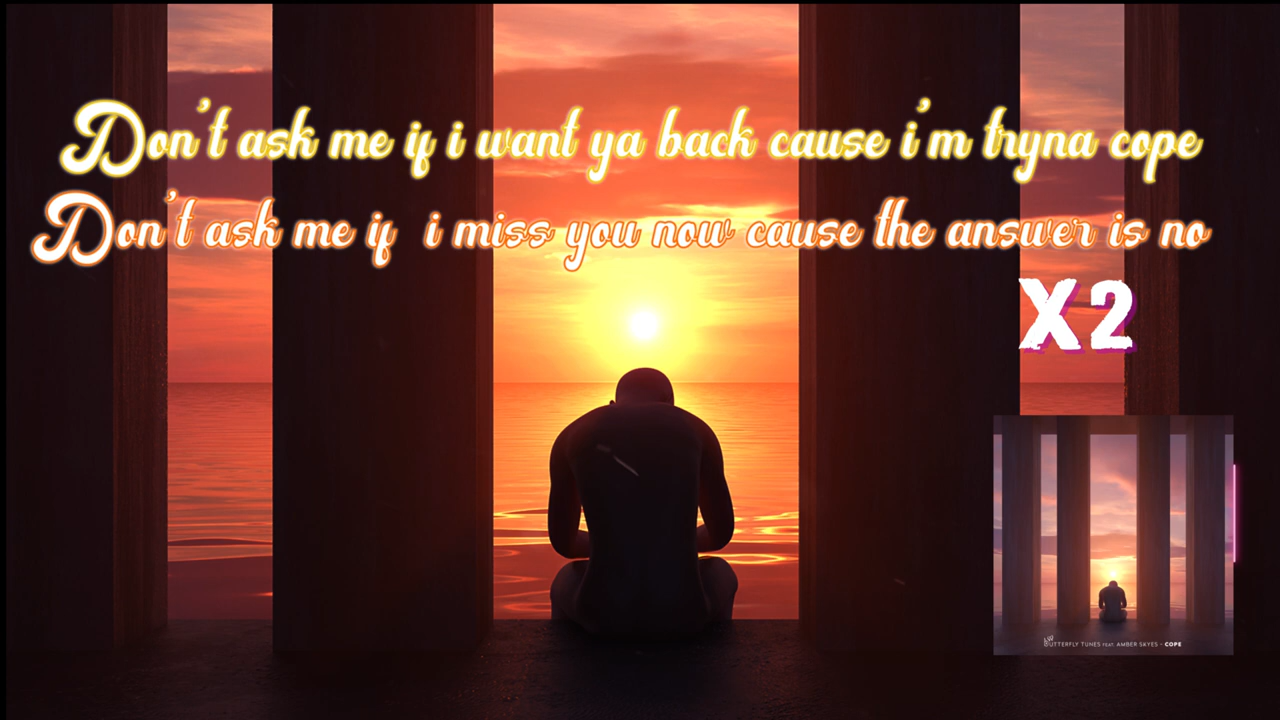 Don't ask me if i want ya back cause i'm tryna cope
Don't ask me if i miss you now cause the answer is no
X2
BUTTERFLY TUNES FEAT. AMBER SKYES - COPE